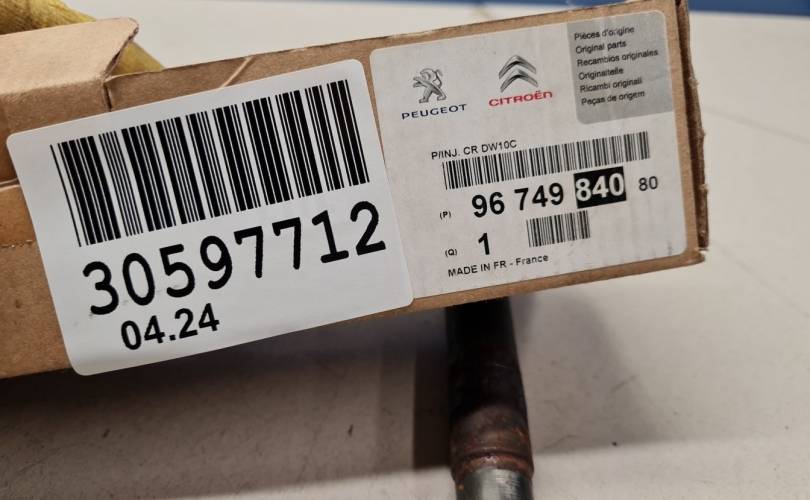 30597712
04.24
PEUGEOT
CITROËN
Pièces d'origine
Original parts
Recambios originales
Originalteile
Ricambi originali
Peças de origem
P/INJ. CR DW10C
(P) 96 749 840 80
(Q) 1
MADE IN FR - France